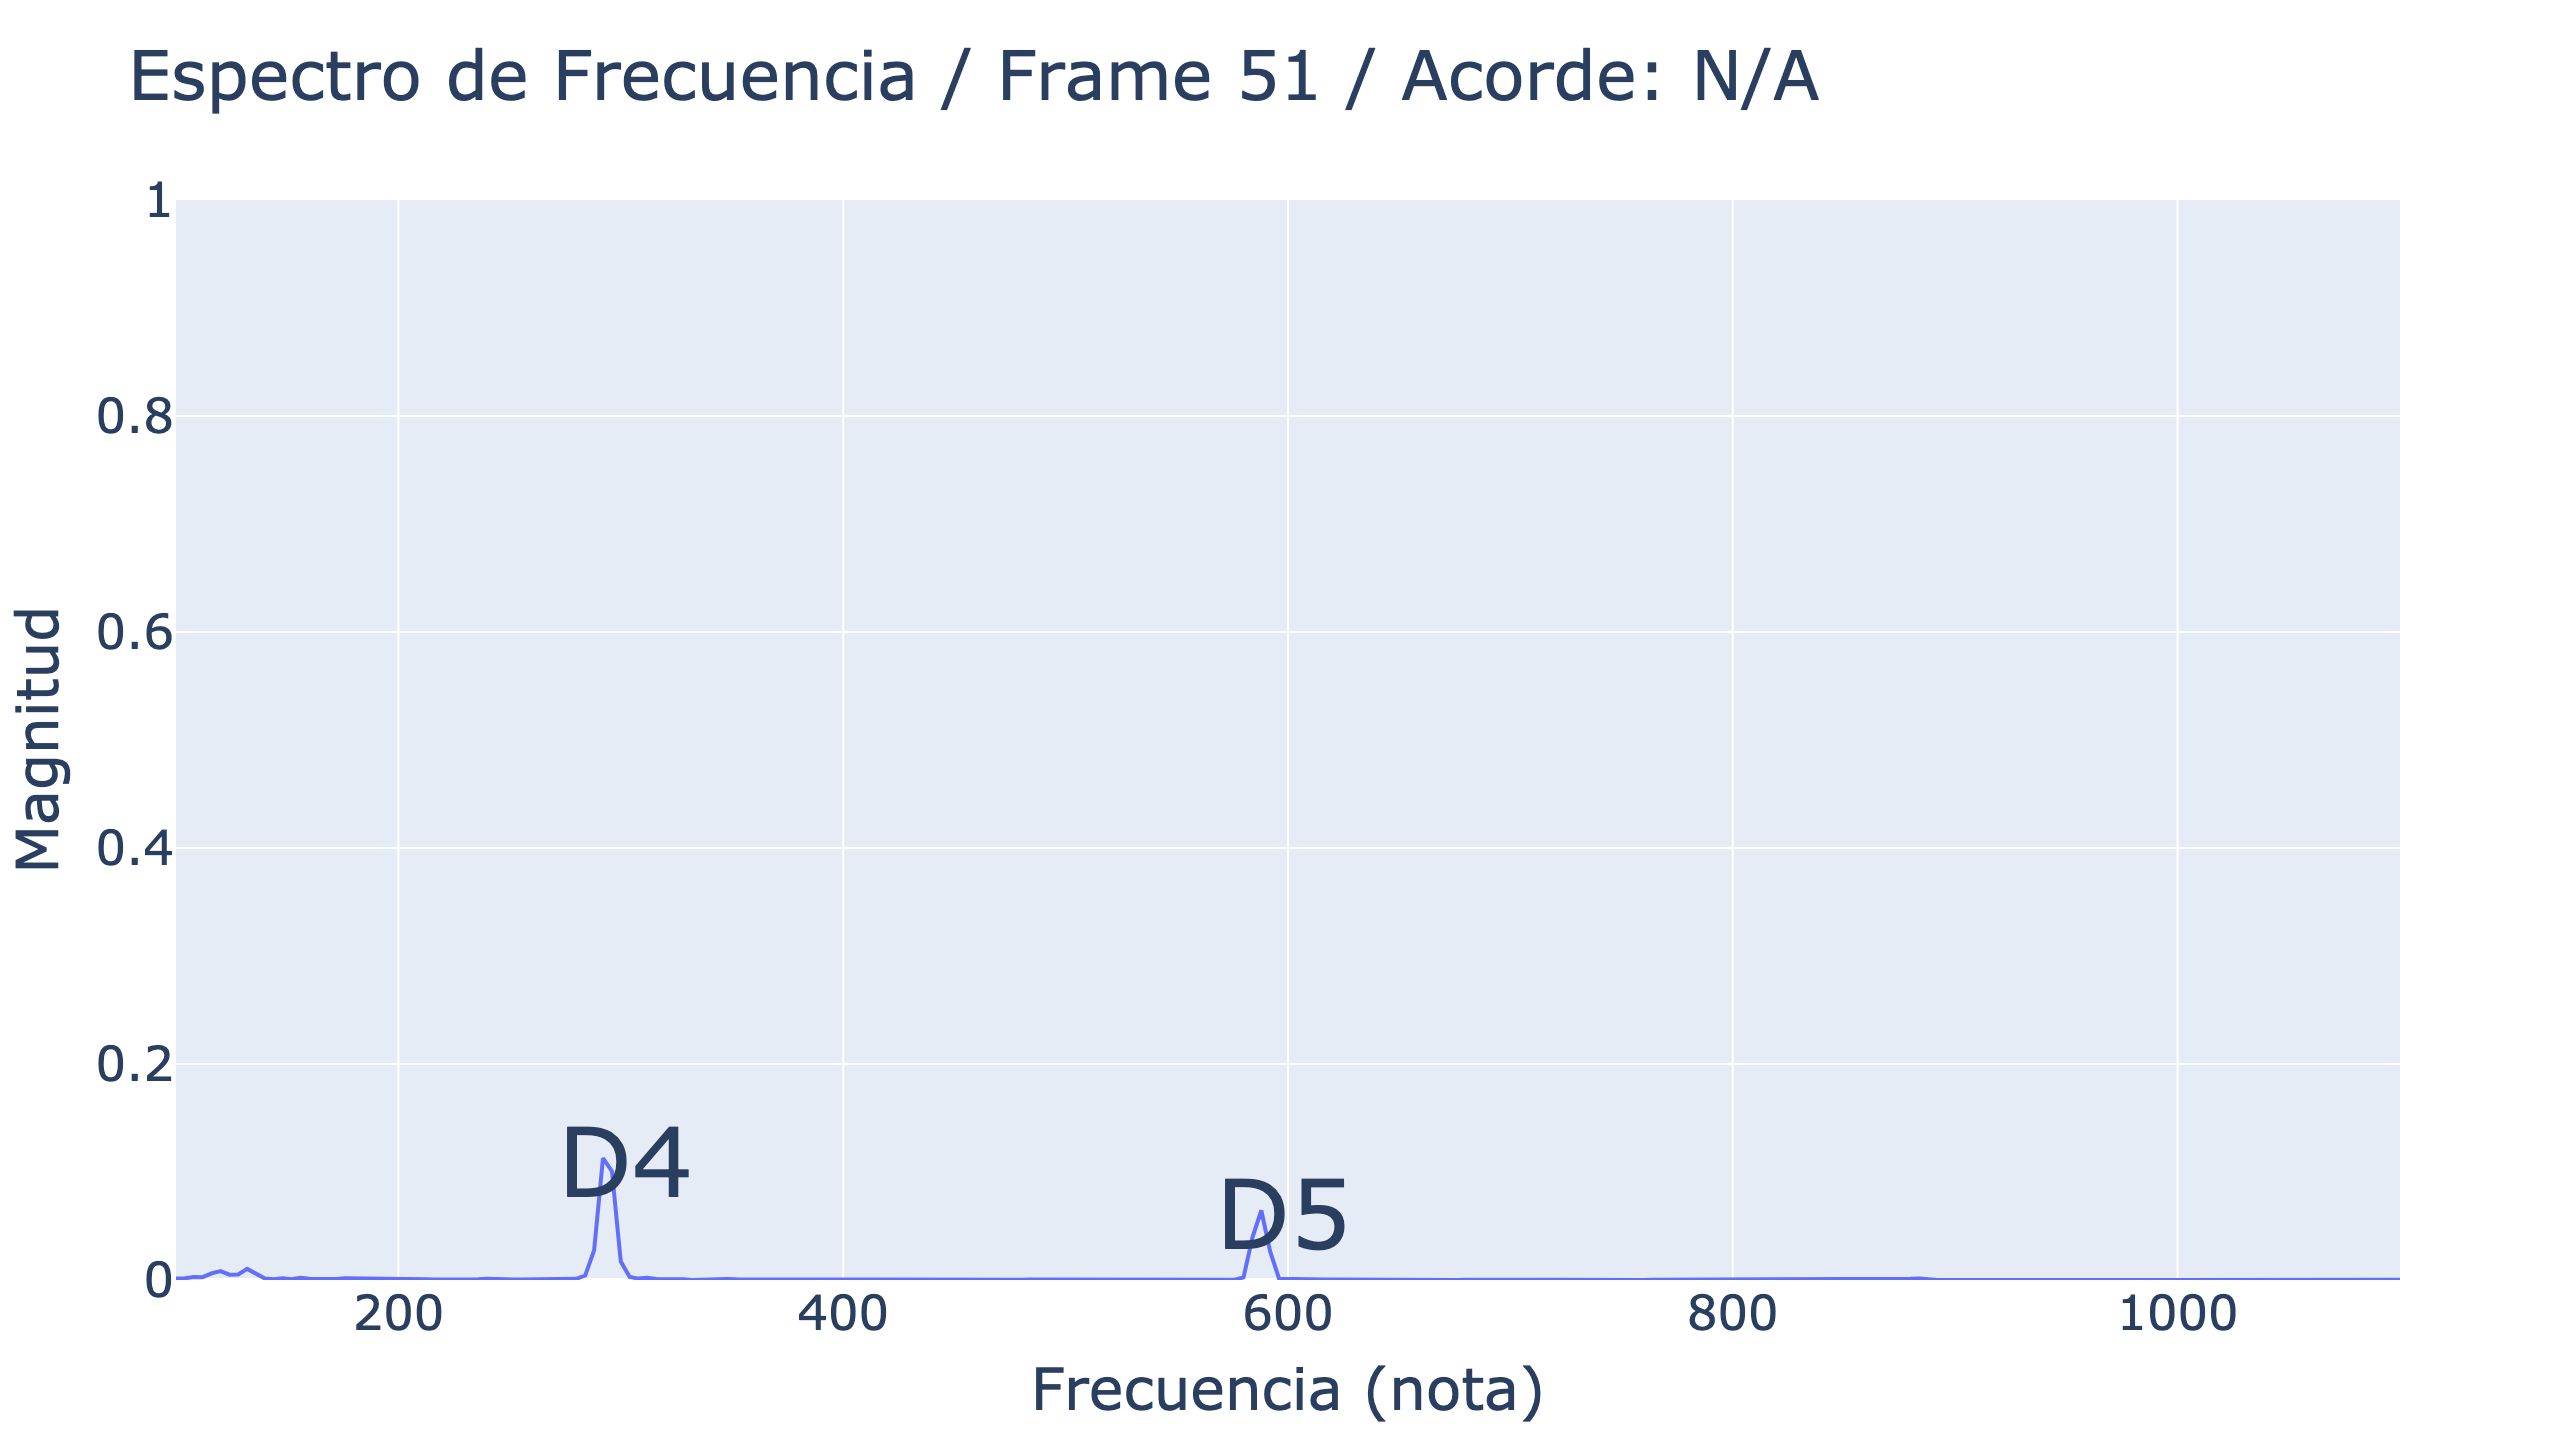 Espectro de Frecuencia / Frame 51 / Acorde: N/A
1
0.8
0.6
0.4
0.2
0
Magnitud
D4
D5
200 400 600 800 1000
Frecuencia (nota)